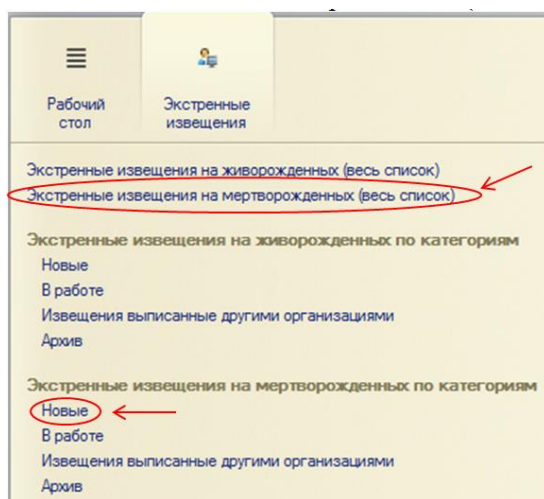 Рабочий
стол
Экстренные
извещения
Экстренные извещения на живорожденных (весь список)
Экстренные извещения на мертворожденных (весь список)
Экстренные извещения на живорожденных по категориям
Новые
В работе
Извещения выписанные другими организациями
Архив
Экстренные извещения на мертворожденных по категориям
Новые
В работе
Извещения выписанные другими организациями
Архив